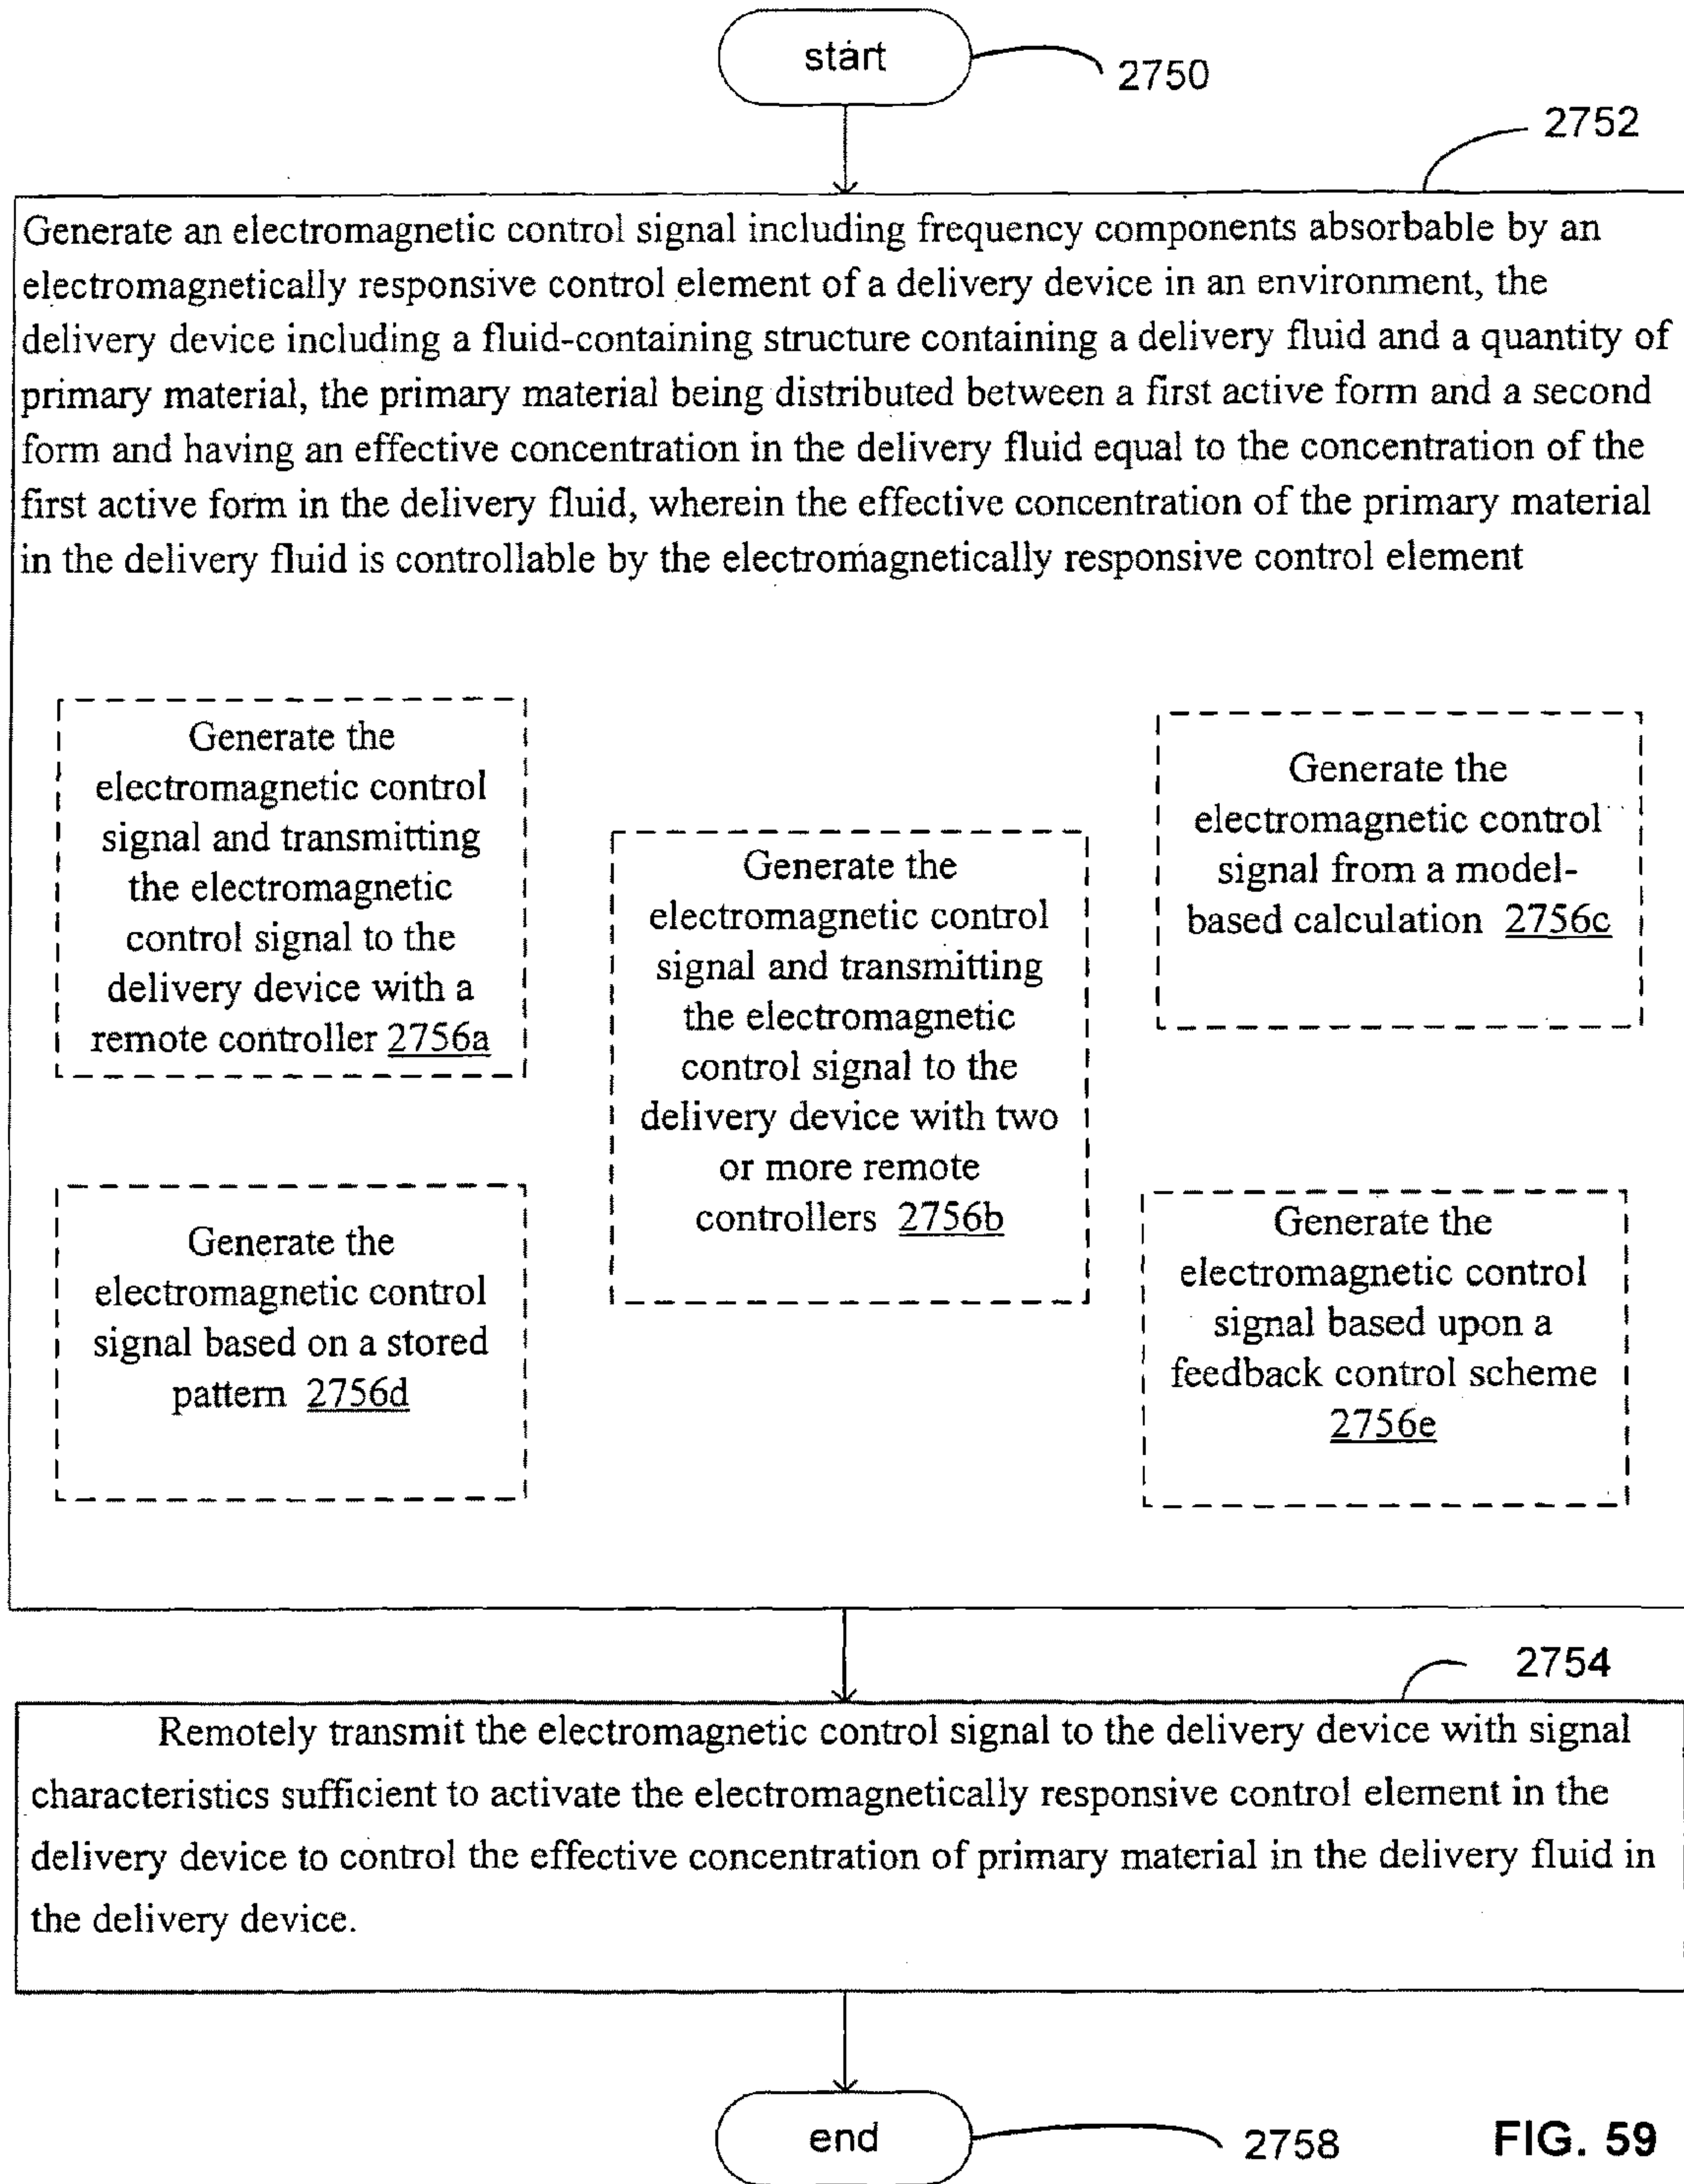 start
2750
2752
Generate an electromagnetic control signal including frequency components absorbable by an
electromagnetically responsive control element of a delivery device in an environment, the
delivery device including a fluid-containing structure containing a delivery fluid and a quantity of
primary material, the primary material being distributed between a first active form and a second
form and having an effective concentration in the delivery fluid equal to the concentration of the
first active form in the delivery fluid, wherein the effective concentration of the primary material
in the delivery fluid is controllable by the electromagnetically responsive control element
Generate the
electromagnetic control
signal and transmitting
the electromagnetic
control signal to the
delivery device with a
remote controller 2756a
Generate the
electromagnetic control
signal and transmitting
the electromagnetic
control signal to the
delivery device with two
or more remote
controllers 2756b
Generate the
electromagnetic control
signal from a model-
based calculation 2756c
Generate the
electromagnetic control
signal based on a stored
pattern 2756d
Generate the
electromagnetic control
signal based upon a
feedback control scheme
2756e
2754
Remotely transmit the electromagnetic control signal to the delivery device with signal
characteristics sufficient to activate the electromagnetically responsive control element in the
delivery device to control the effective concentration of primary material in the delivery fluid in
the delivery device.
end
2758
FIG. 59